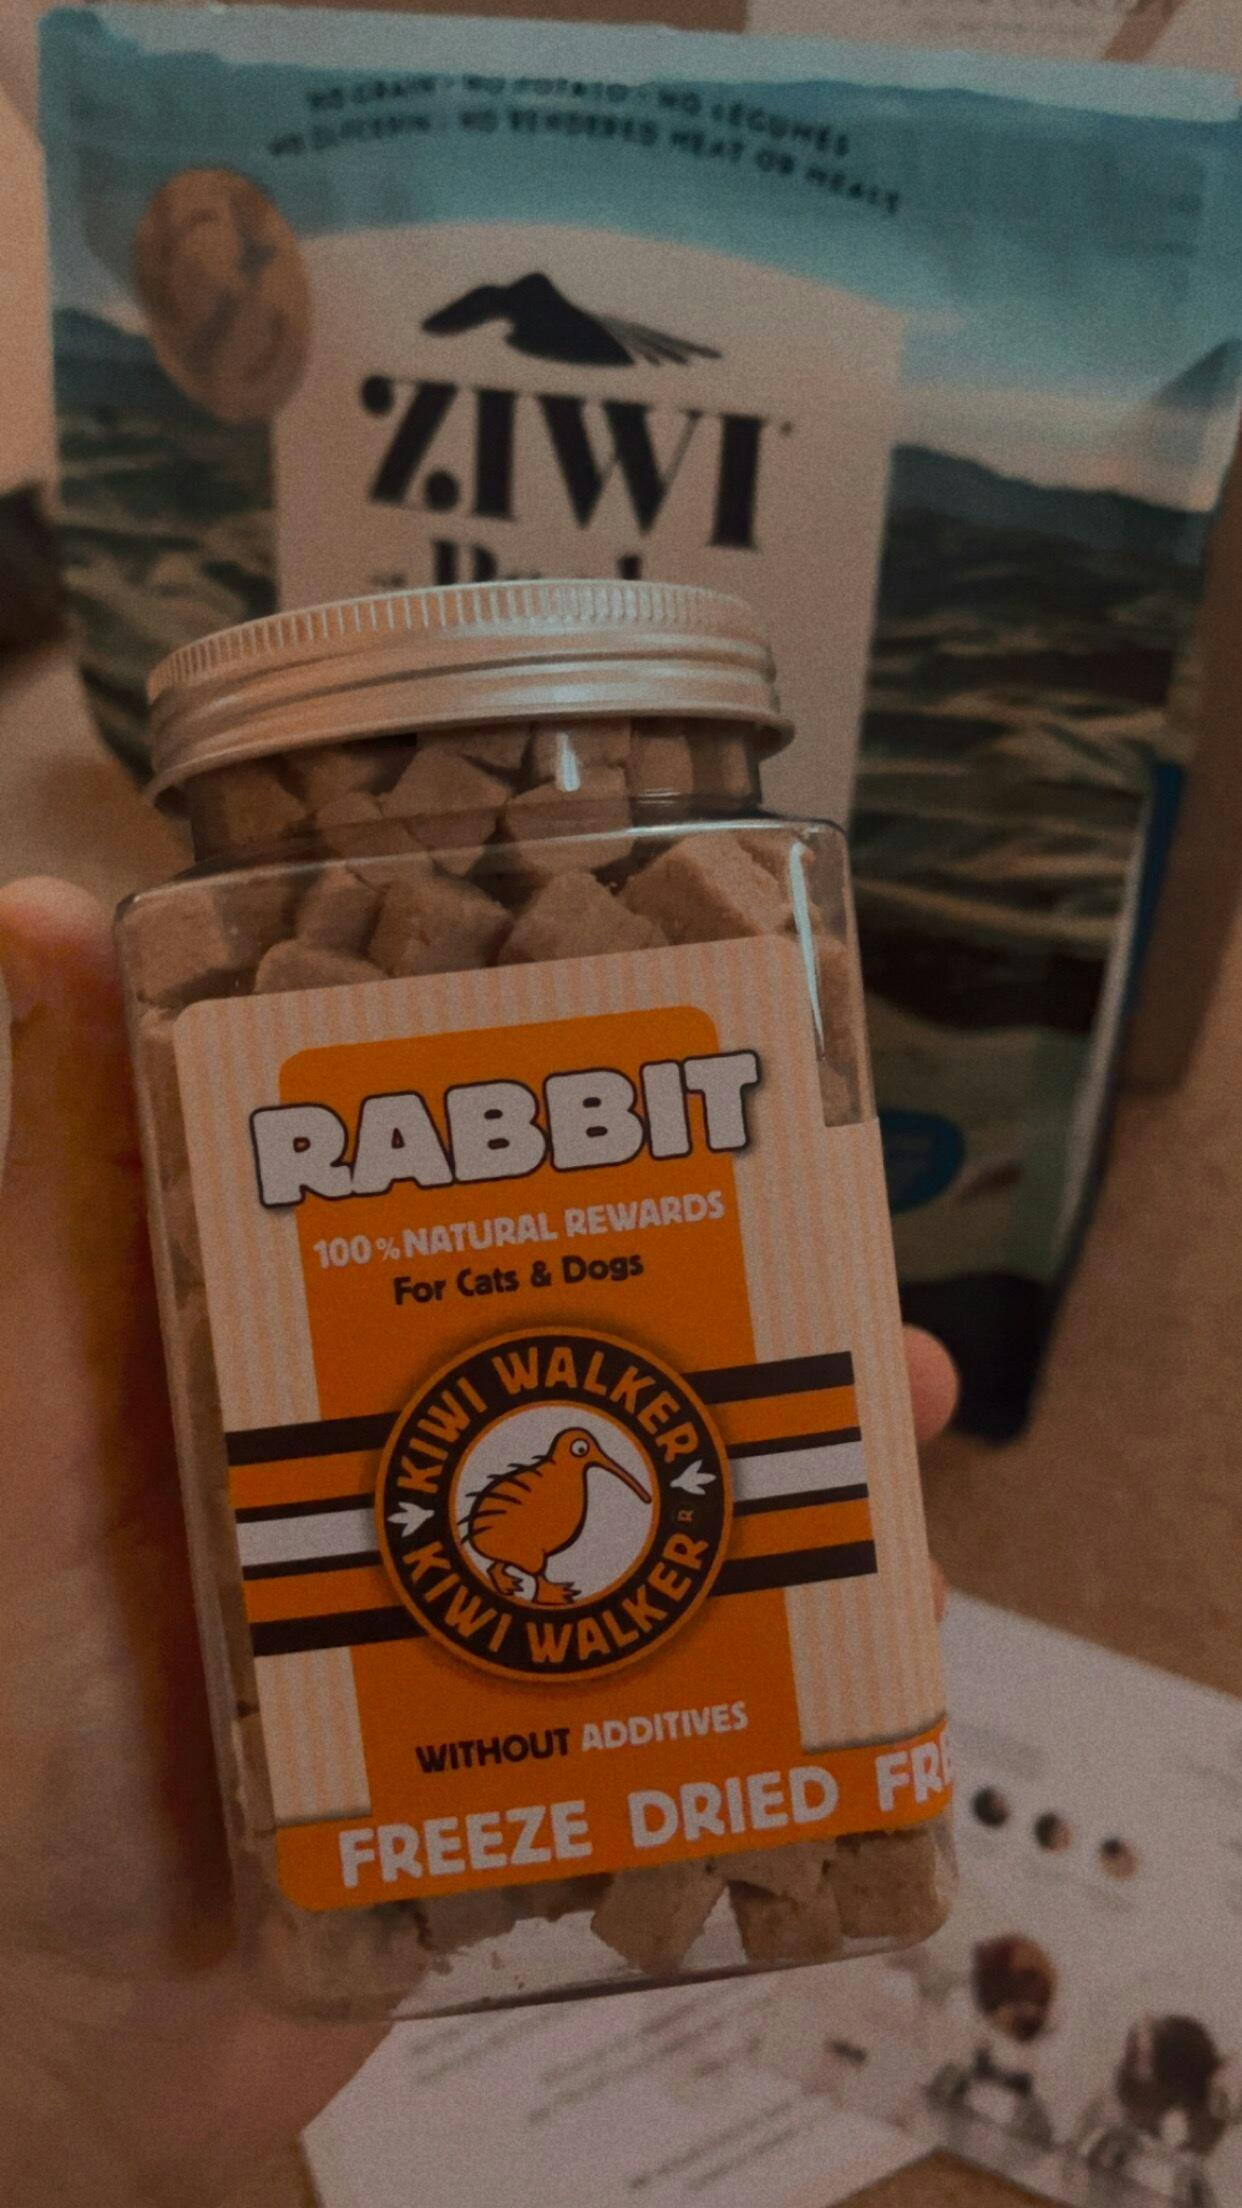 NO GRAIN · NO POTATO · NO LEGUMES
NO GLYCERIN · NO RENDERED MEAT OR MEALS
ZIWI
RABBIT
100% NATURAL REWARDS
For Cats & Dogs
KIWI WALKER
KIWI WALKER
R
WITHOUT ADDITIVES
FREEZE DRIED FRE